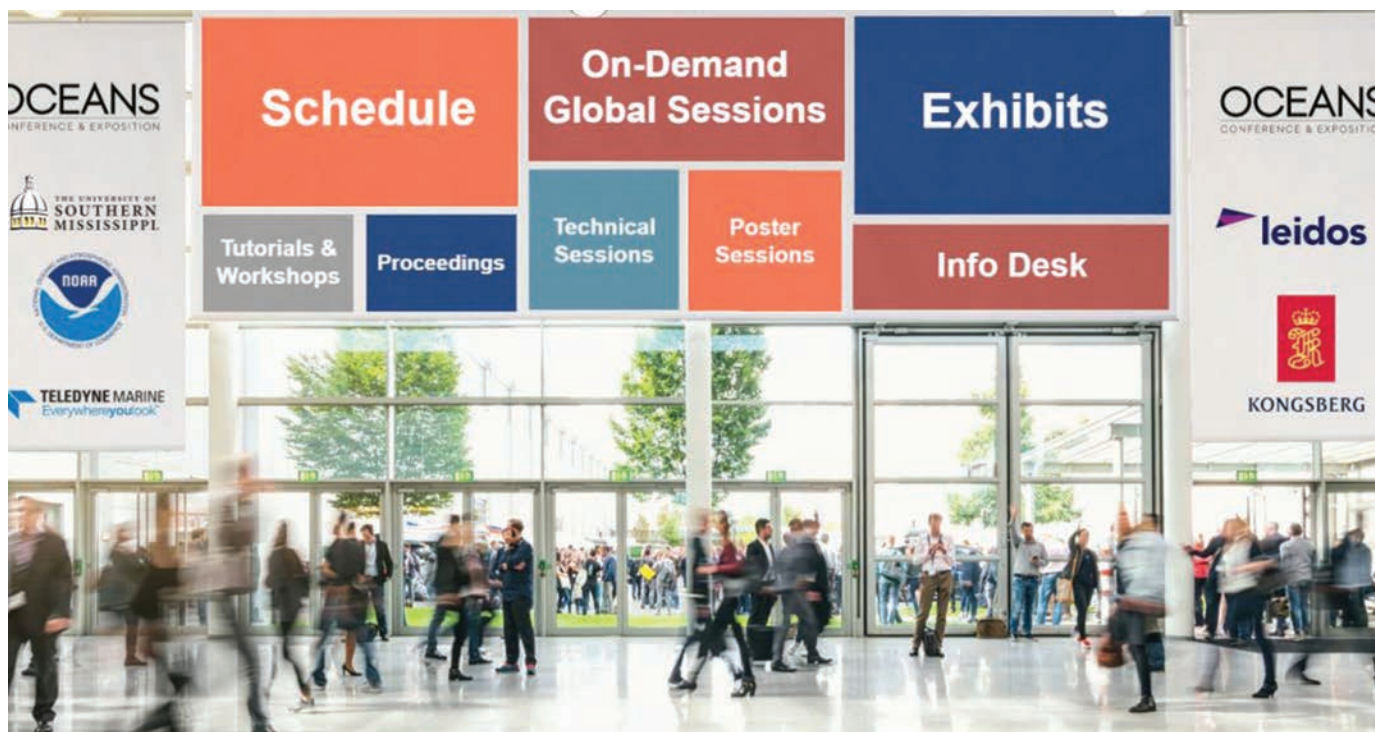 OCEANS
CONFERENCE & EXPOSITION
THE UNIVERSITY OF
SOUTHERN
MISSISSIPPI
NOAA
TELEDYNE MARINE
Everywhereyoulook™
Schedule
Tutorials &
Workshops
Proceedings
On-Demand
Global Sessions
Technical
Sessions
Poster
Sessions
Exhibits
Info Desk
OCEANS
CONFERENCE & EXPOSITION
leidos
KONGSBERG